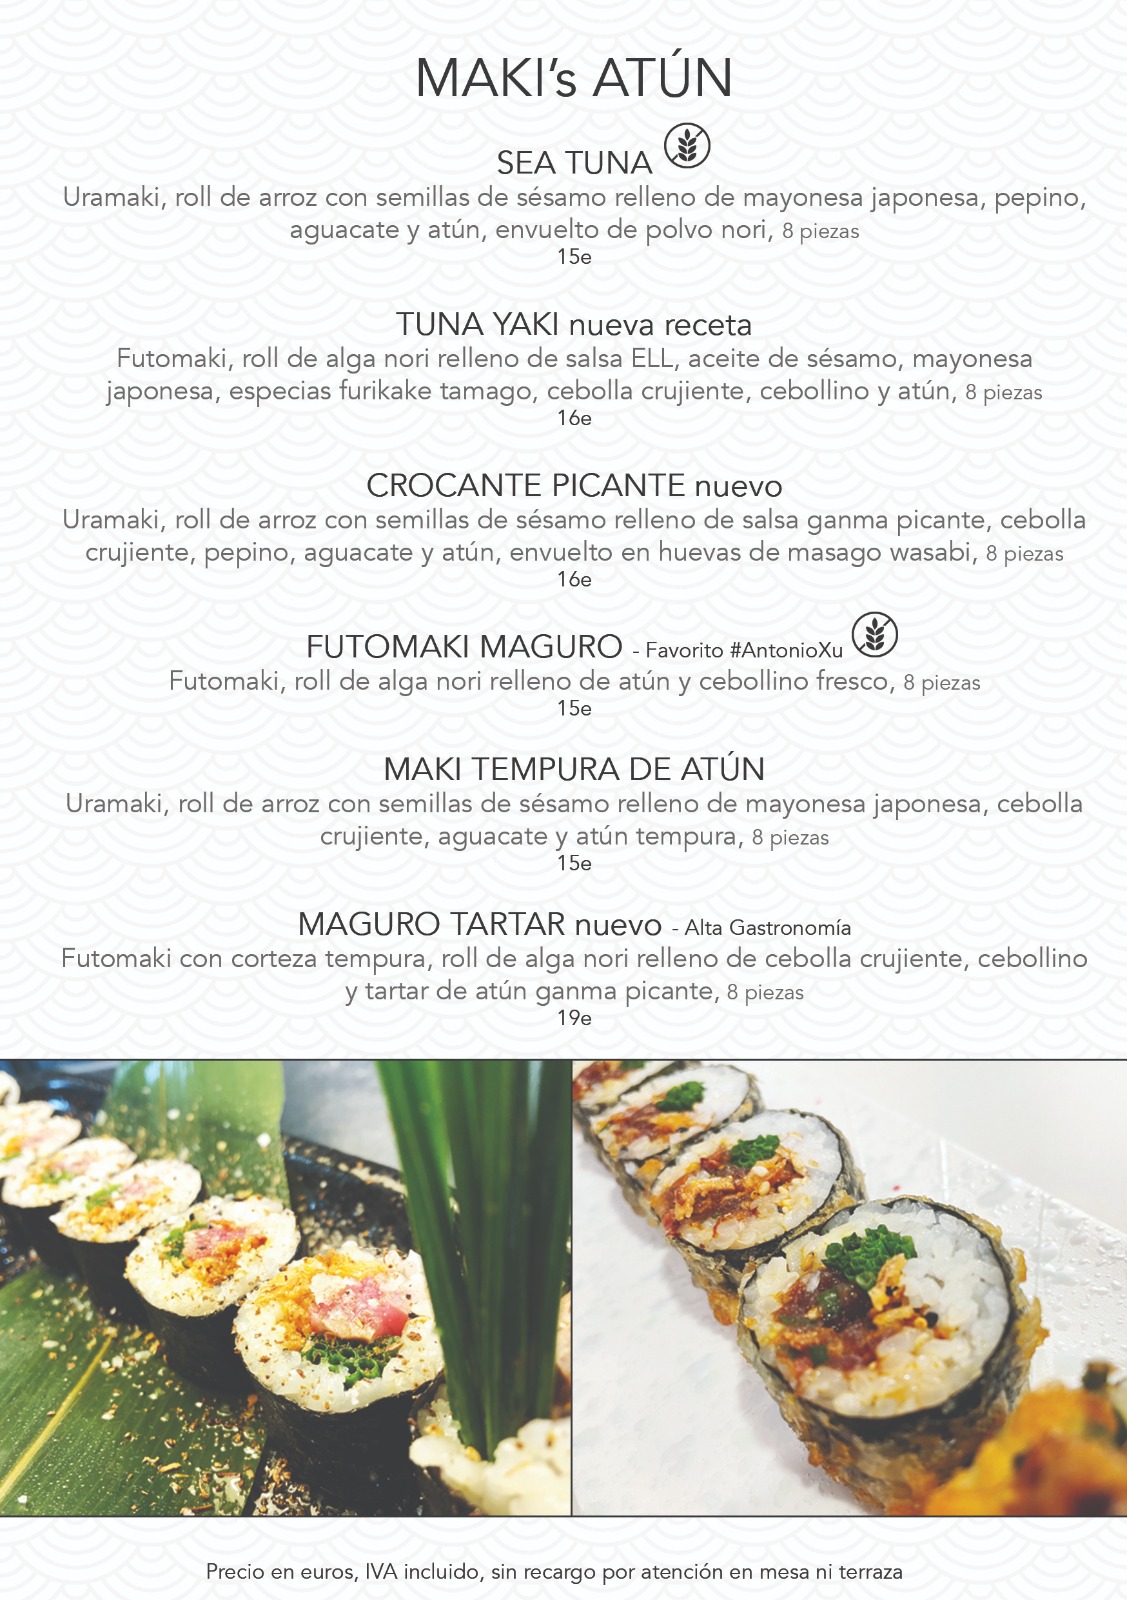 MAKI's ATÚN
SEA TUNA
Uramaki, roll de arroz con semillas de sésamo relleno de mayonesa japonesa, pepino,
aguacate y atún, envuelto de polvo nori, 8 piezas
15e
TUNA YAKI nueva receta
Futomaki, roll de alga nori relleno de salsa ELL, aceite de sésamo, mayonesa
japonesa, especias furikake tamago, cebolla crujiente, cebollino y atún, 8 piezas
16e
CROCANTE PICANTE nuevo
Uramaki, roll de arroz con semillas de sésamo relleno de salsa ganma picante, cebolla
crujiente, pepino, aguacate y atún, envuelto en huevas de masago wasabi, 8 piezas
16e
FUTOMAKI MAGURO - Favorito #AntonioXu
Futomaki, roll de alga nori relleno de atún y cebollino fresco, 8 piezas
15e
MAKI TEMPURA DE ATÚN
Uramaki, roll de arroz con semillas de sésamo relleno de mayonesa japonesa, cebolla
crujiente, aguacate y atún tempura, 8 piezas
15e
MAGURO TARTAR nuevo - Alta Gastronomía
Futomaki con corteza tempura, roll de alga nori relleno de cebolla crujiente, cebollino
y tartar de atún ganma picante, 8 piezas
19e
Precio en euros, IVA incluido, sin recargo por atención en mesa ni terraza